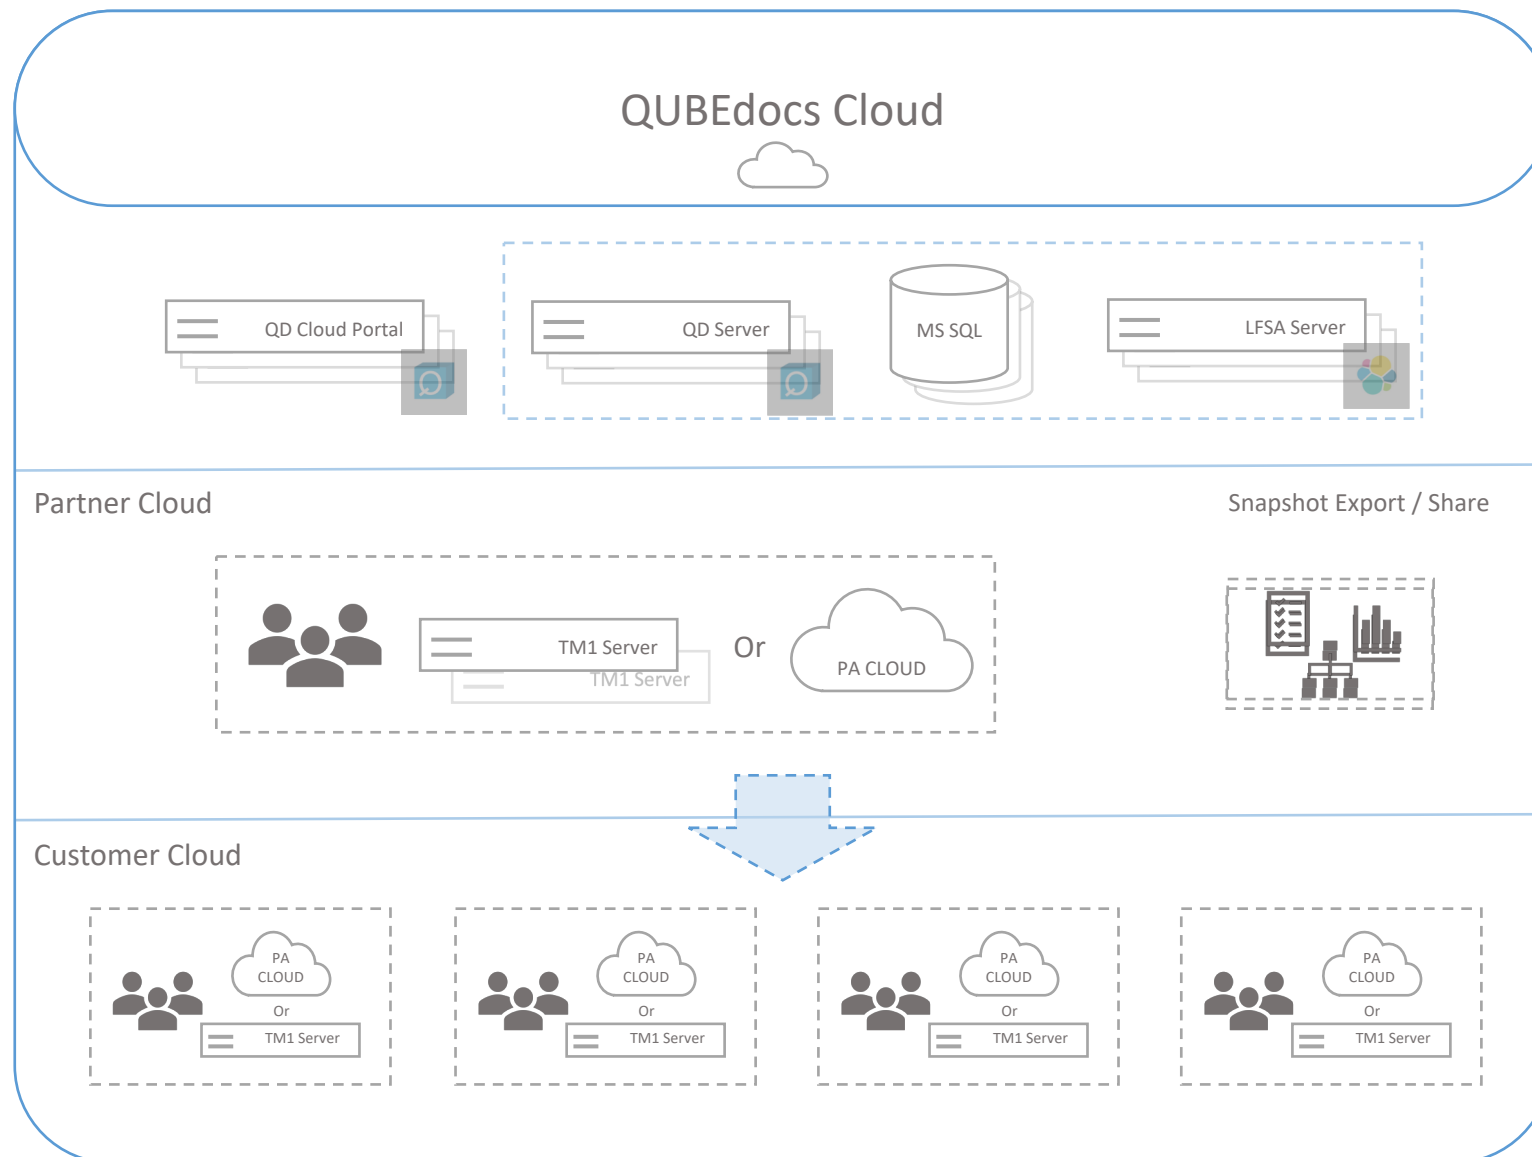 QUBEdocs Cloud
QD Cloud Portal
QD Server
MS SQL
LFSA Server
Partner Cloud
Snapshot Export / Share
TM1 Server
TM1 Server
Or
PA CLOUD
Customer Cloud
PA
CLOUD
Or
TM1 Server
PA
CLOUD
Or
TM1 Server
PA
CLOUD
Or
TM1 Server
PA
CLOUD
Or
TM1 Server